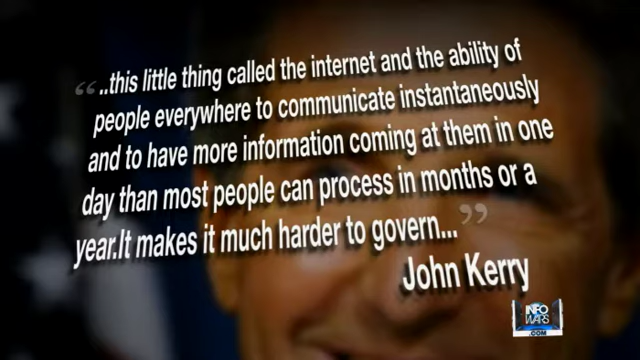 “..this little thing called the internet and the ability of
people everywhere to communicate instantaneously
and to have more information coming at them in one
day than most people can process in months or a
year.It makes it much harder to govern...”
John Kerry
INFO
WARS
.COM